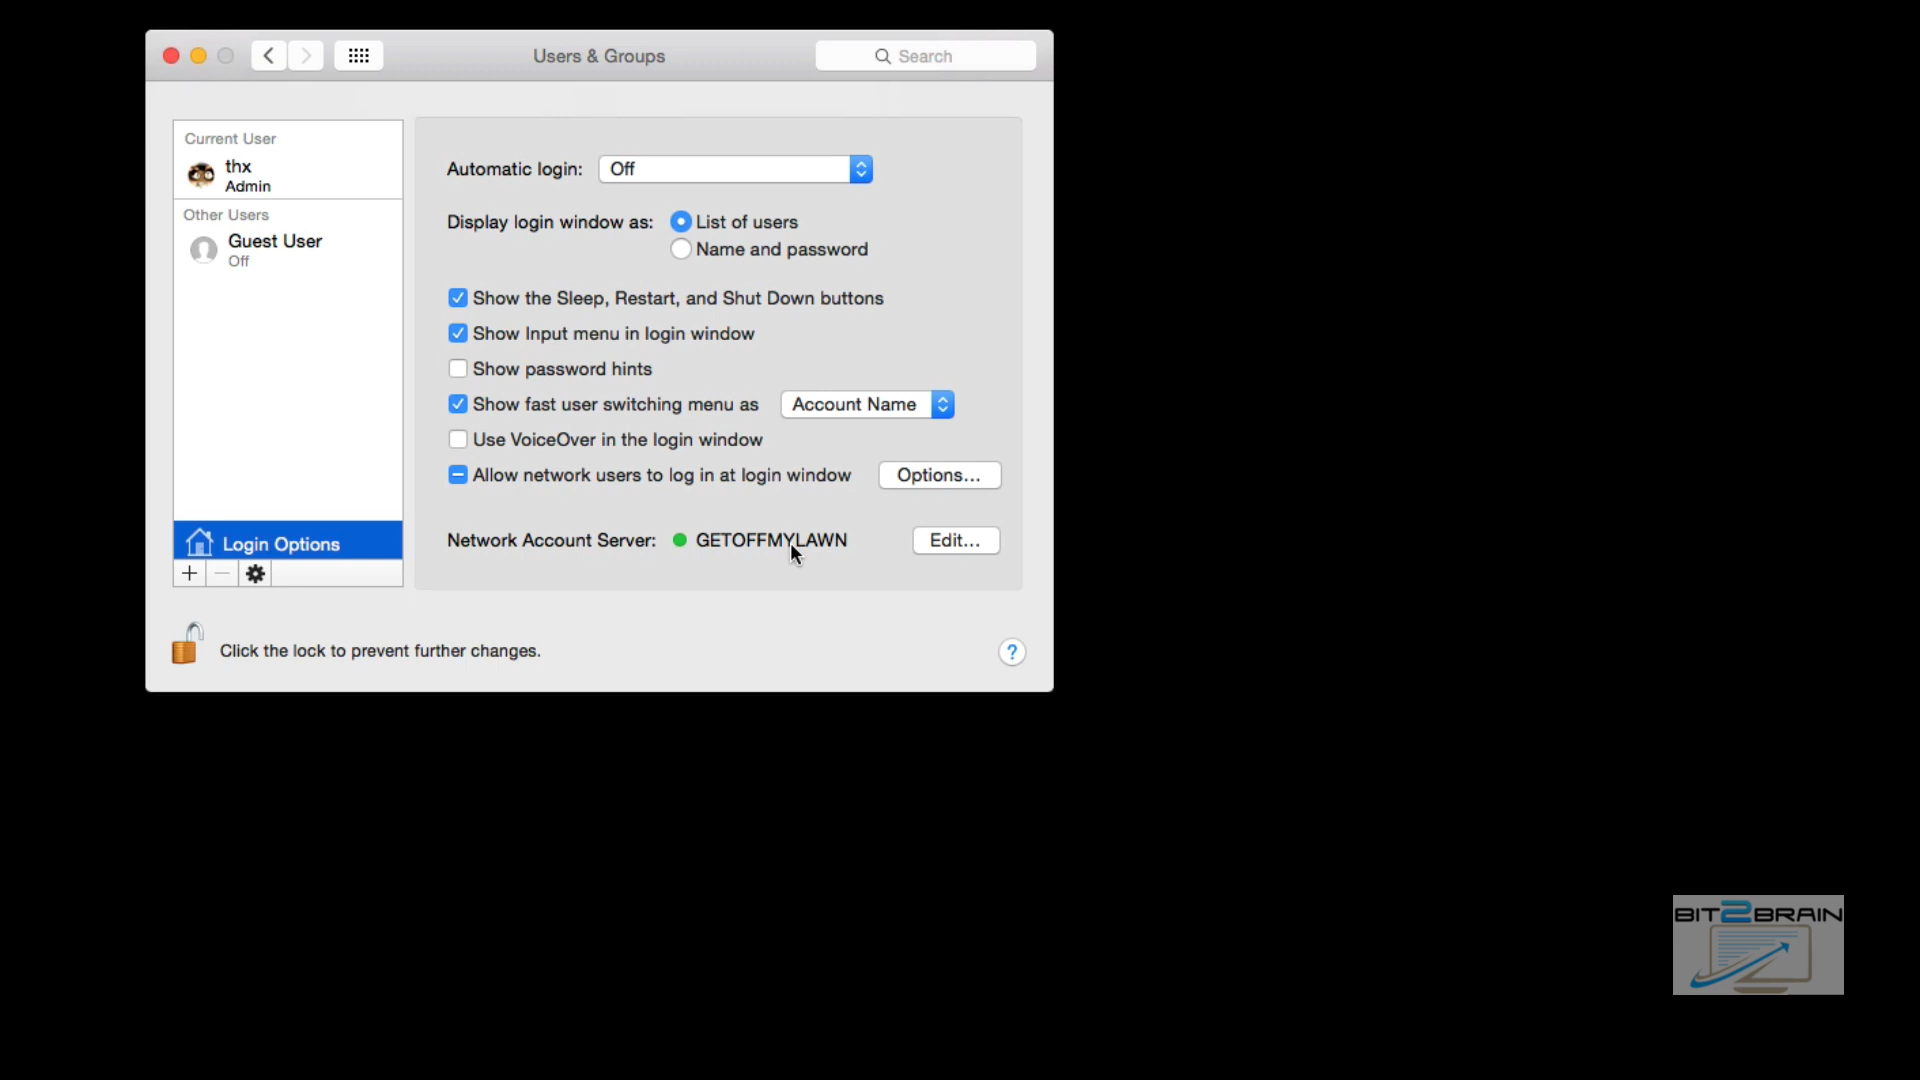 Users & Groups
Search
Current User
thx
Admin
Other Users
Guest User
Off
Login Options
Automatic login: Off
Display login window as: List of users
Name and password
Show the Sleep, Restart, and Shut Down buttons
Show Input menu in login window
Show password hints
Show fast user switching menu as Account Name
Use VoiceOver in the login window
Allow network users to log in at login window Options...
Network Account Server: GETOFFMYLAWN Edit...
Click the lock to prevent further changes.
?
BIT2BRAIN